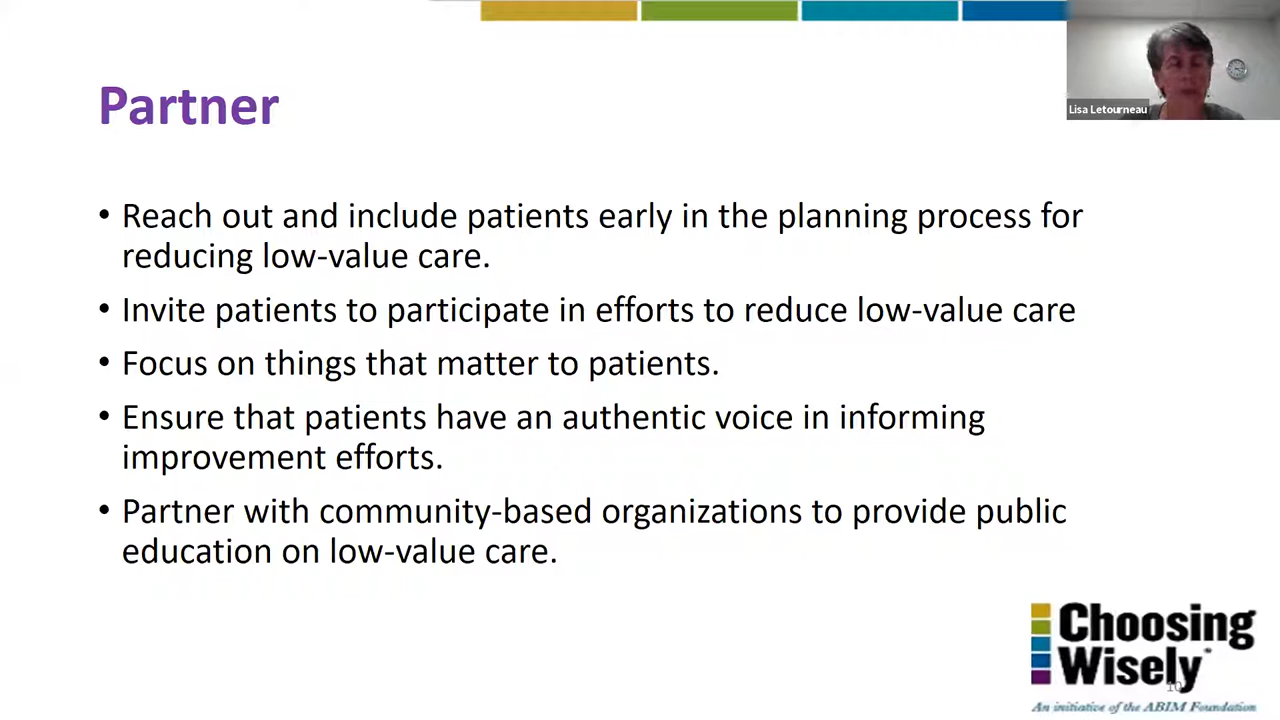 Lisa Letourneau
Partner
• Reach out and include patients early in the planning process for
reducing low-value care.
• Invite patients to participate in efforts to reduce low-value care
• Focus on things that matter to patients.
• Ensure that patients have an authentic voice in informing
improvement efforts.
• Partner with community-based organizations to provide public
education on low-value care.
Choosing
Wisely
10
An initiative of the ABIM Foundation